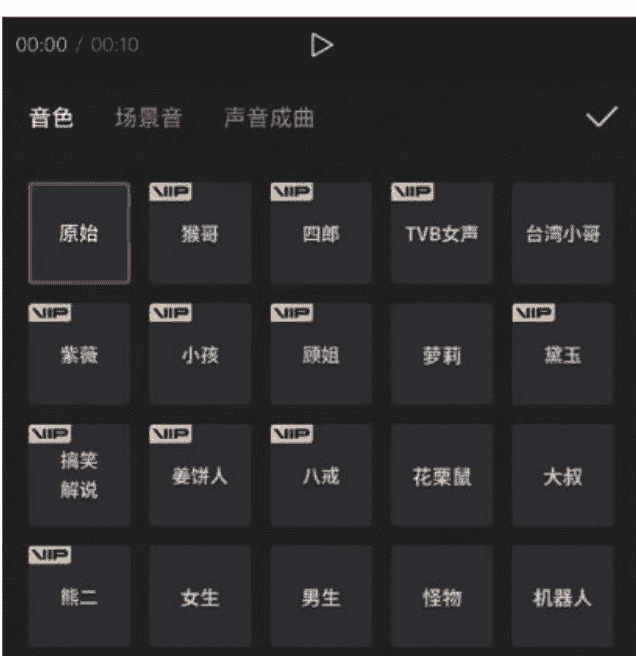 00:00 / 00:10
音色 场景音 声音成曲
VIP VIP VIP
原始 猴哥 四郎 TVB女声 台湾小哥
VIP VIP VIP VIP
紫薇 小孩 顾姐 萝莉 黛玉
VIP VIP VIP
搞笑
解说 姜饼人 八戒 花栗鼠 大叔
VIP
熊二 女生 男生 怪物 机器人